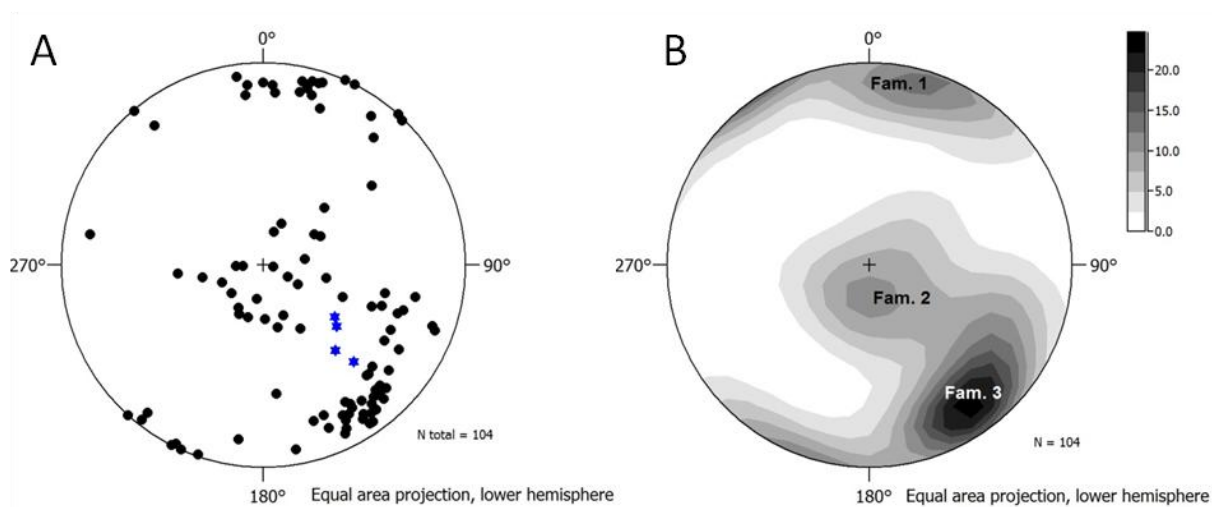 A
0°
270°
90°
N total = 104
180°
Equal area projection, lower hemisphere
B
0°
Fam. 1
20.0
15.0
10.0
5.0
0.0
270°
90°
Fam. 2
Fam. 3
N = 104
180°
Equal area projection, lower hemisphere